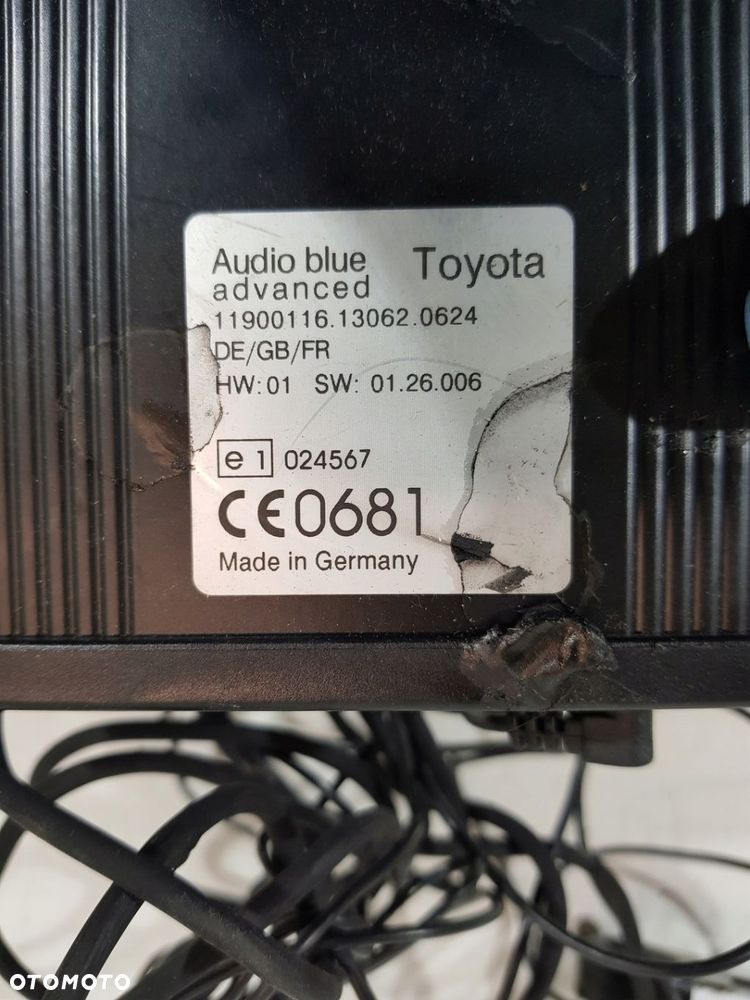 Audio blue Toyota
advanced
11900116.13062.0624
DE/GB/FR
HW:01 SW: 01.26.006
e 1 024567
CE0681
Made in Germany
OTOMOTO